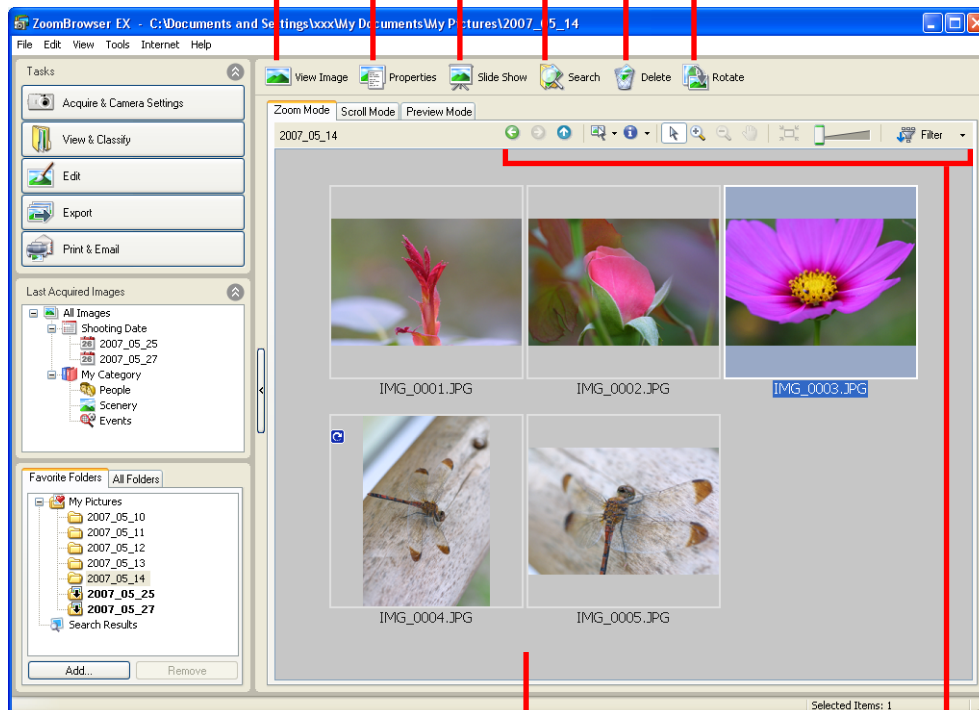 ZoomBrowser EX - C:\Documents and Settings\xxx\My Documents\My Pictures\2007_05_14
File Edit View Tools Internet Help
Tasks
Acquire & Camera Settings
View & Classify
Edit
Export
Print & Email
Last Acquired Images
All Images
Shooting Date
26 2007_05_25
26 2007_05_27
My Category
People
Scenery
Events
Favorite Folders All Folders
My Pictures
2007_05_10
2007_05_11
2007_05_12
2007_05_13
2007_05_14
2007_05_25
2007_05_27
Search Results
Add... Remove
View Image Properties Slide Show Search Delete Rotate
Zoom Mode Scroll Mode Preview Mode
2007_05_14 Filter
IMG_0001.JPG IMG_0002.JPG IMG_0003.JPG
IMG_0004.JPG IMG_0005.JPG
Selected Items: 1